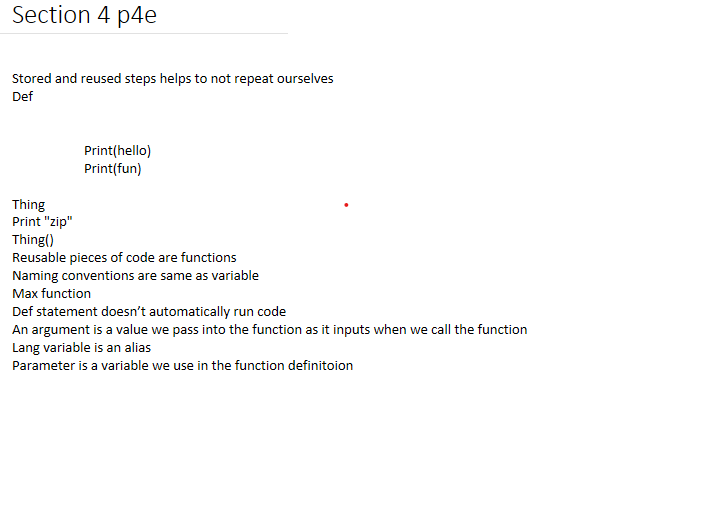 Section 4 p4e
Stored and reused steps helps to not repeat ourselves
Def
Print(hello)
Print(fun)
Thing
Print "zip"
Thing()
Reusable pieces of code are functions
Naming conventions are same as variable
Max function
Def statement doesn't automatically run code
An argument is a value we pass into the function as it inputs when we call the function
Lang variable is an alias
Parameter is a variable we use in the function definitoion